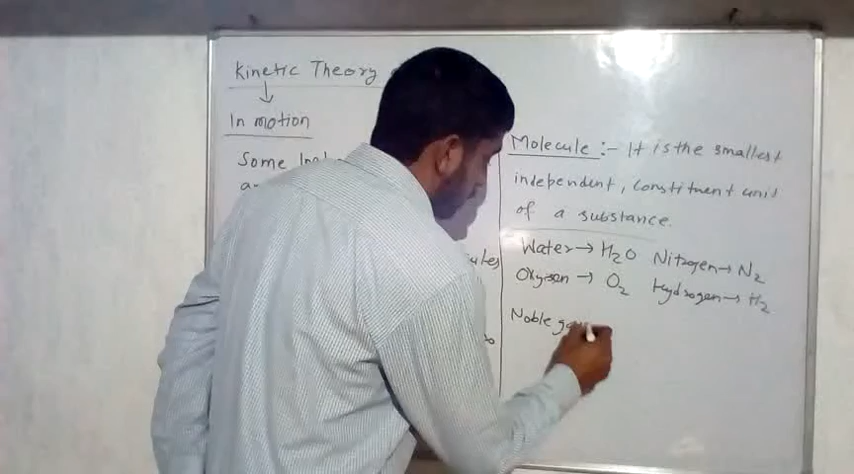 Kinetic Theory
In motion
Some
Molecule :- It is the smallest
independent, constituent unit
of a substance.
Water → H2O Nitrogen → N2
Oxygen → O2 Hydrogen → H2
Noble